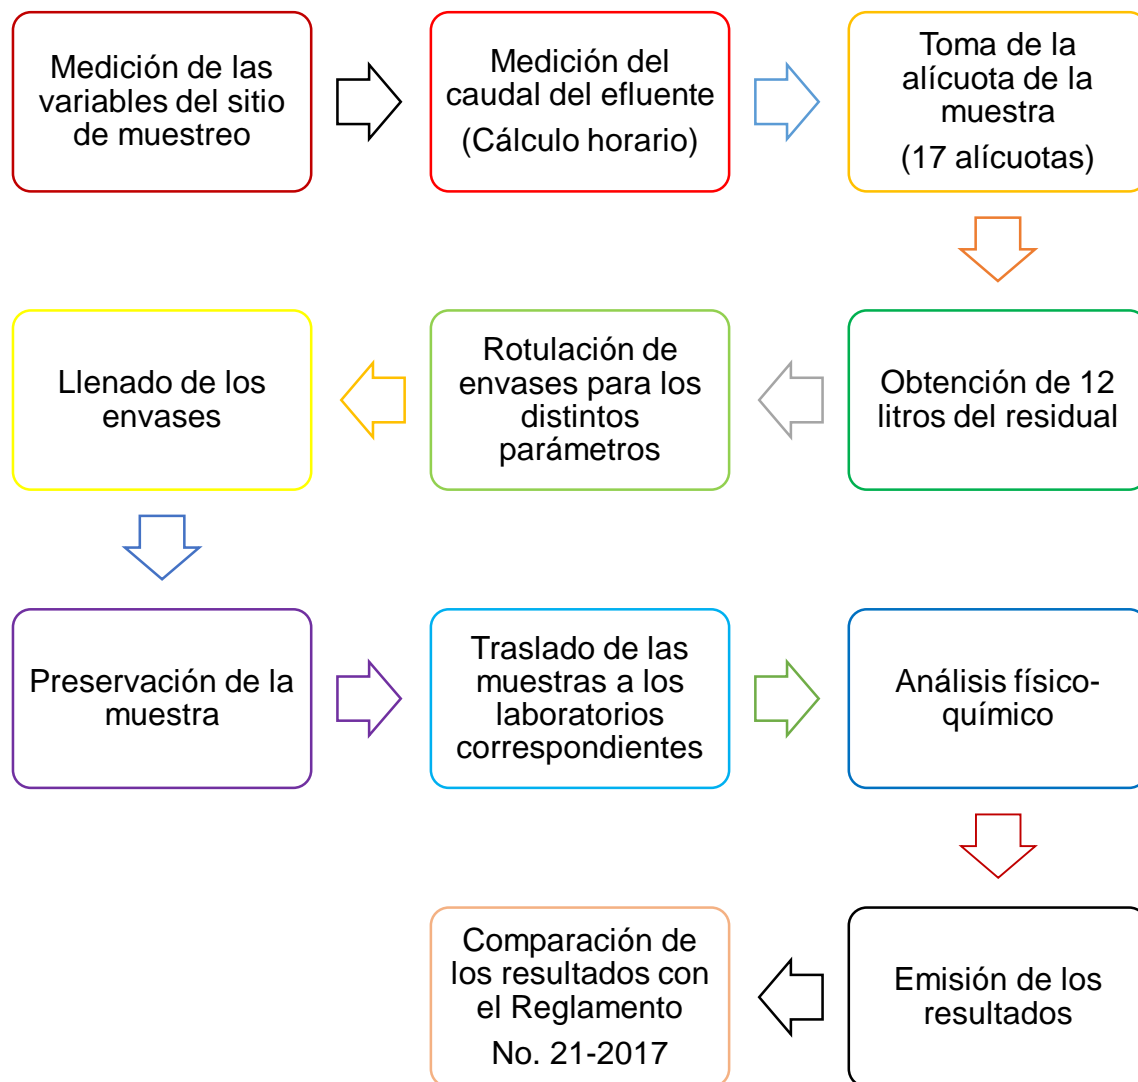 Medición de las
variables del sitio
de muestreo
Medición del
caudal del efluente
(Cálculo horario)
Toma de la
alícuota de la
muestra
(17 alícuotas)
Obtención de 12
litros del residual
Rotulación de
envases para los
distintos
parámetros
Llenado de los
envases
Preservación de la
muestra
Traslado de las
muestras a los
laboratorios
correspondientes
Análisis físico-
químico
Emisión de los
resultados
Comparación de
los resultados con
el Reglamento
No. 21-2017